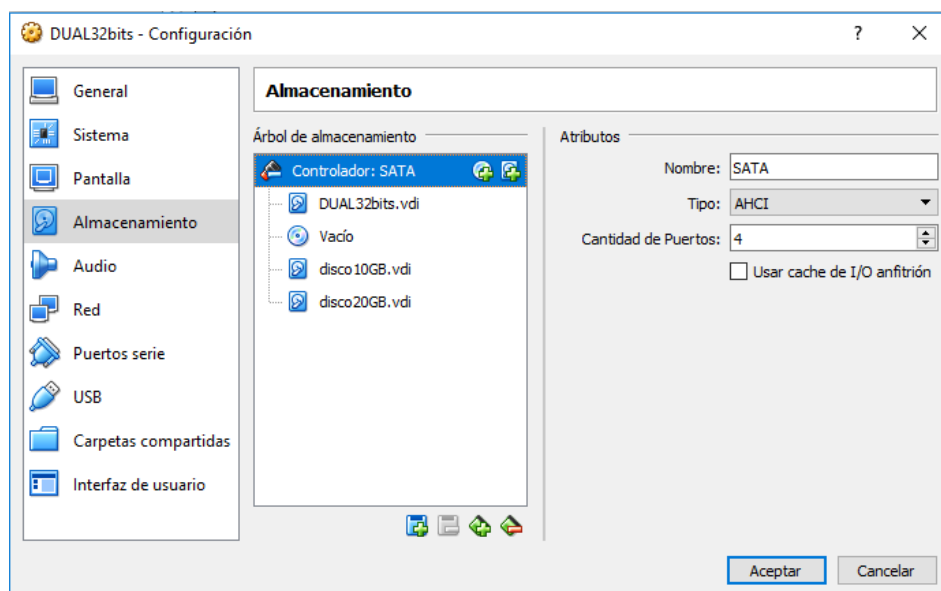 DUAL32bits - Configuración
?
General
Sistema
Pantalla
Almacenamiento
Audio
Red
Puertos serie
USB
Carpetas compartidas
Interfaz de usuario
Almacenamiento
Árbol de almacenamiento
Controlador: SATA
DUAL32bits.vdi
Vacío
disco10GB.vdi
disco20GB.vdi
Atributos
Nombre: SATA
Tipo: AHCI
Cantidad de Puertos: 4
Usar cache de I/O anfitrión
Aceptar Cancelar